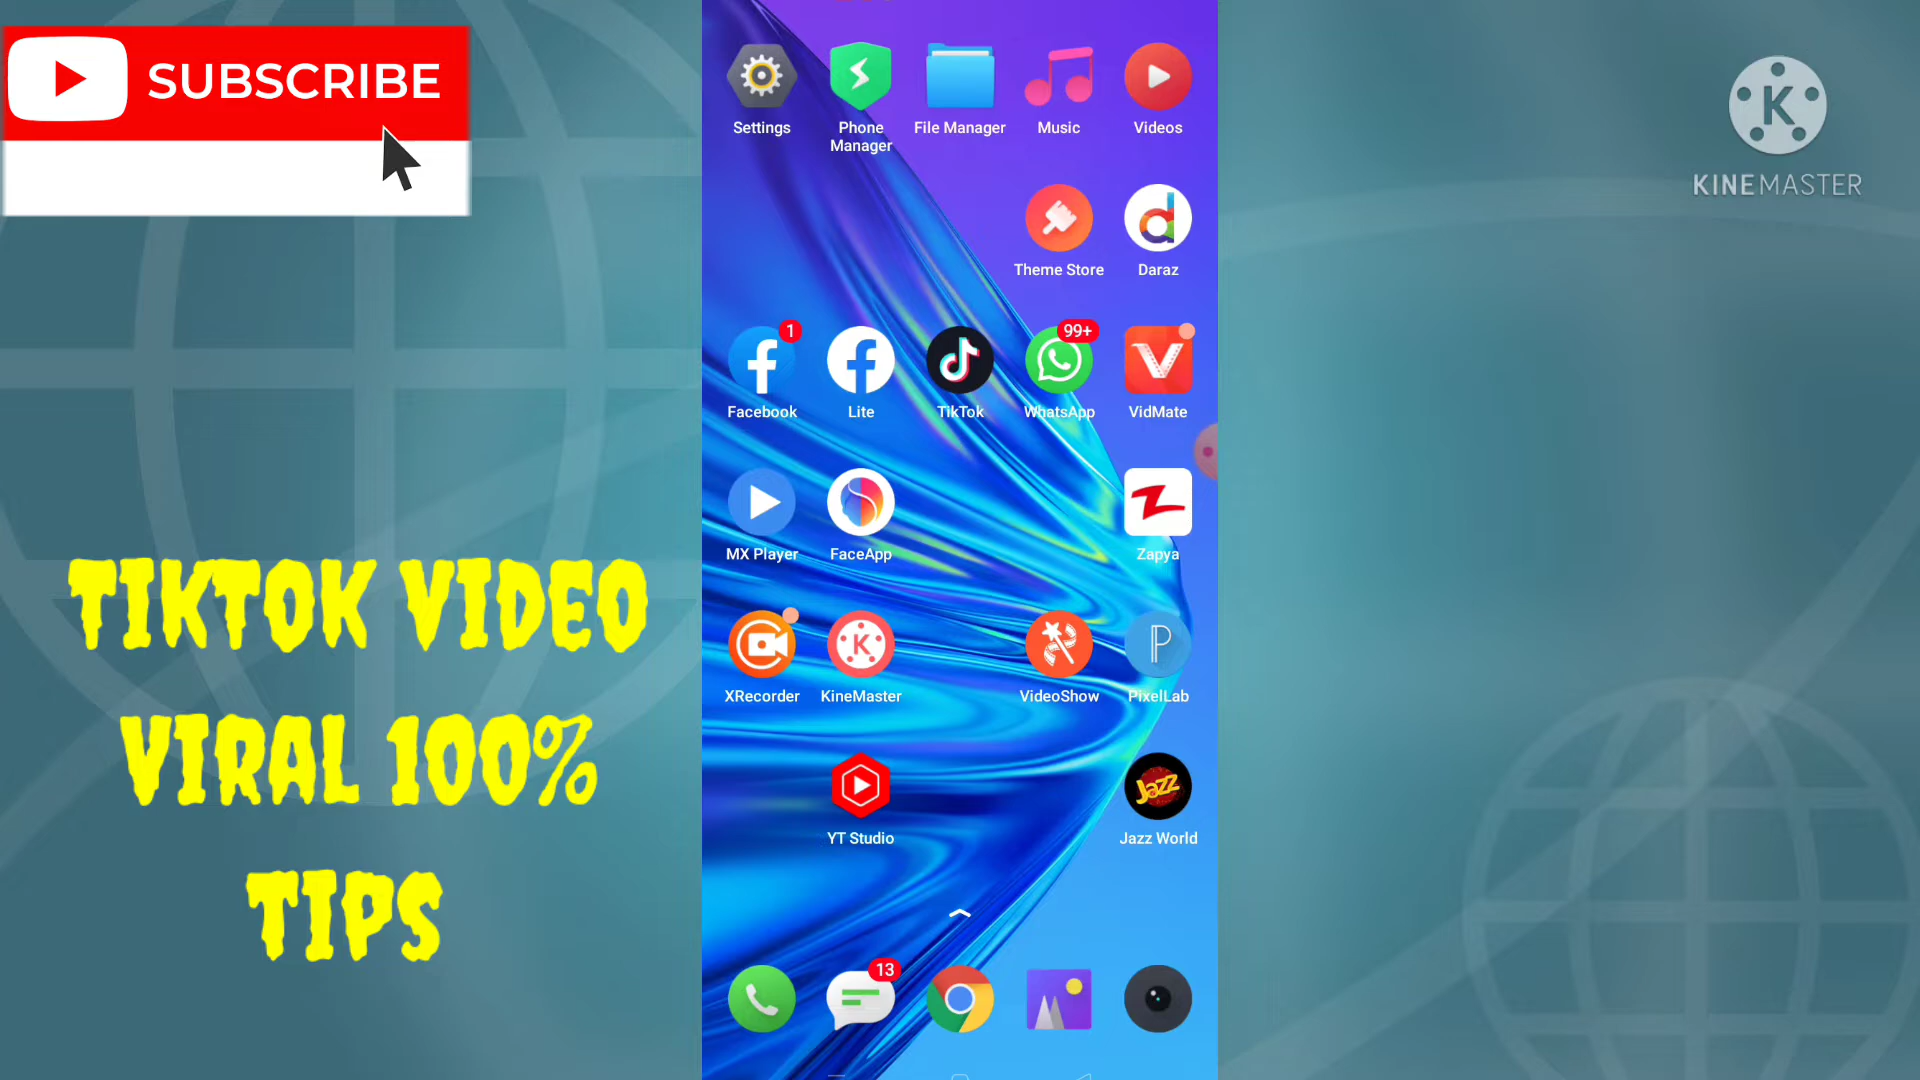 SUBSCRIBE
K
KINEMASTER
Settings
Phone
Manager
File Manager
Music
Videos
Theme Store
Daraz
1
99+
Facebook
Lite
TikTok
WhatsApp
VidMate
MX Player
FaceApp
Zapya
K
P
XRecorder
KineMaster
VideoShow
PixelLab
Jazz
YT Studio
Jazz World
13
TIKTOK VIDEO
VIRAL 100%
TIPS